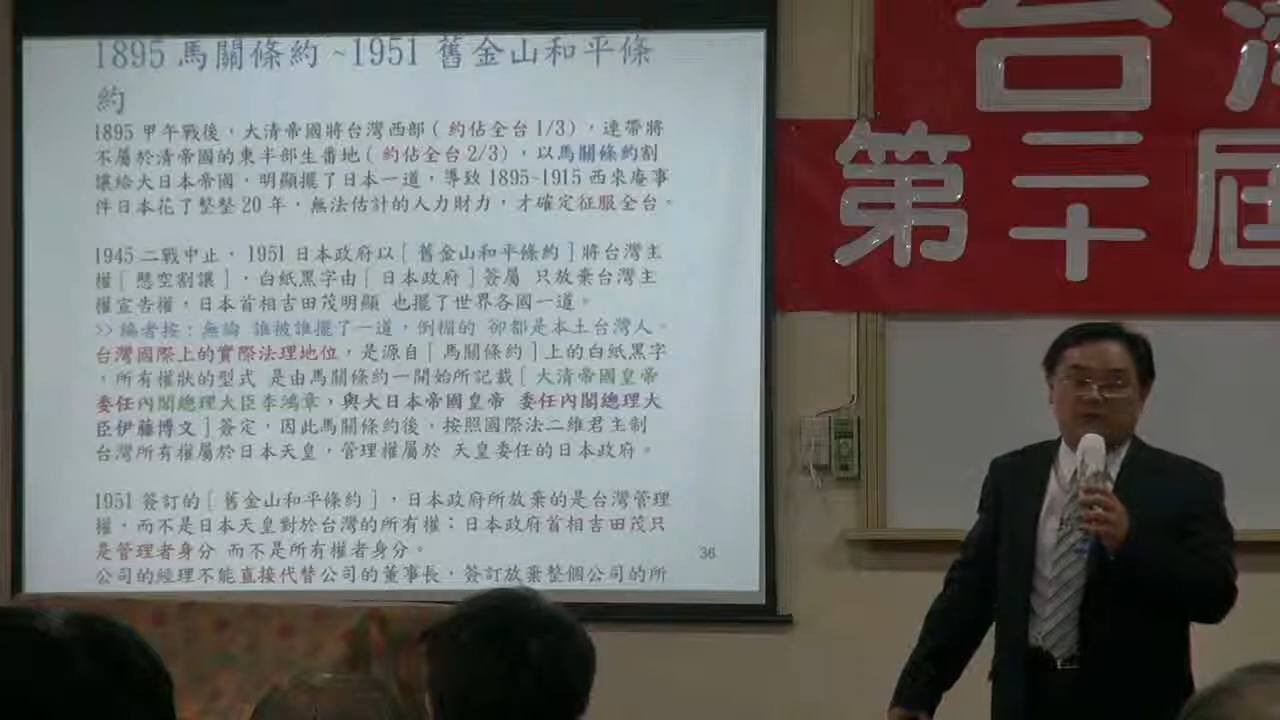 1895 馬關條約 ~1951 舊金山和平條
約
1895 甲午戰後，大清帝國將台灣西部( 約佔全台 1/3)，連帶將
不屬於清帝國的東半部生番地( 約佔全台 2/3)，以馬關條約割
讓給大日本帝國，明顯擺了日本一道，導致 1895~1915 西來庵事
件日本花了整整 20 年，無法估計的人力財力，才確定征服全台。
1945 二戰中止， 1951 日本政府以 [ 舊金山和平條約 ] 將台灣主
權 [ 懸空割讓 ] ，白紙黑字由 [ 日本政府 ] 簽屬 只放棄台灣主
權宣告權，日本首相吉田茂明顯 也擺了世界各國一道。
>> 編者按：無論 誰被誰擺了一道，倒楣的 卻都是本土台灣人。
台灣國際上的實際法理地位，是源自 [ 馬關條約 ] 上的白紙黑字
，所有權狀的型式 是由馬關條約一開始所記載 [ 大清帝國皇帝
委任內閣總理大臣李鴻章，與大日本帝國皇帝 委任內閣總理大
臣伊藤博文 ] 簽定，因此馬關條約後，按照國際法二維君主制
台灣所有權屬於日本天皇，管理權屬於 天皇委任的日本政府。
1951 簽訂的 [ 舊金山和平條約 ] ，日本政府所放棄的是台灣管理
權，而不是日本天皇對於台灣的所有權；日本政府首相吉田茂只
是管理者身分 而不是所有權者身分。
公司的經理不能直接代替公司的董事長，簽訂放棄整個公司的所
36
台
第二十屆